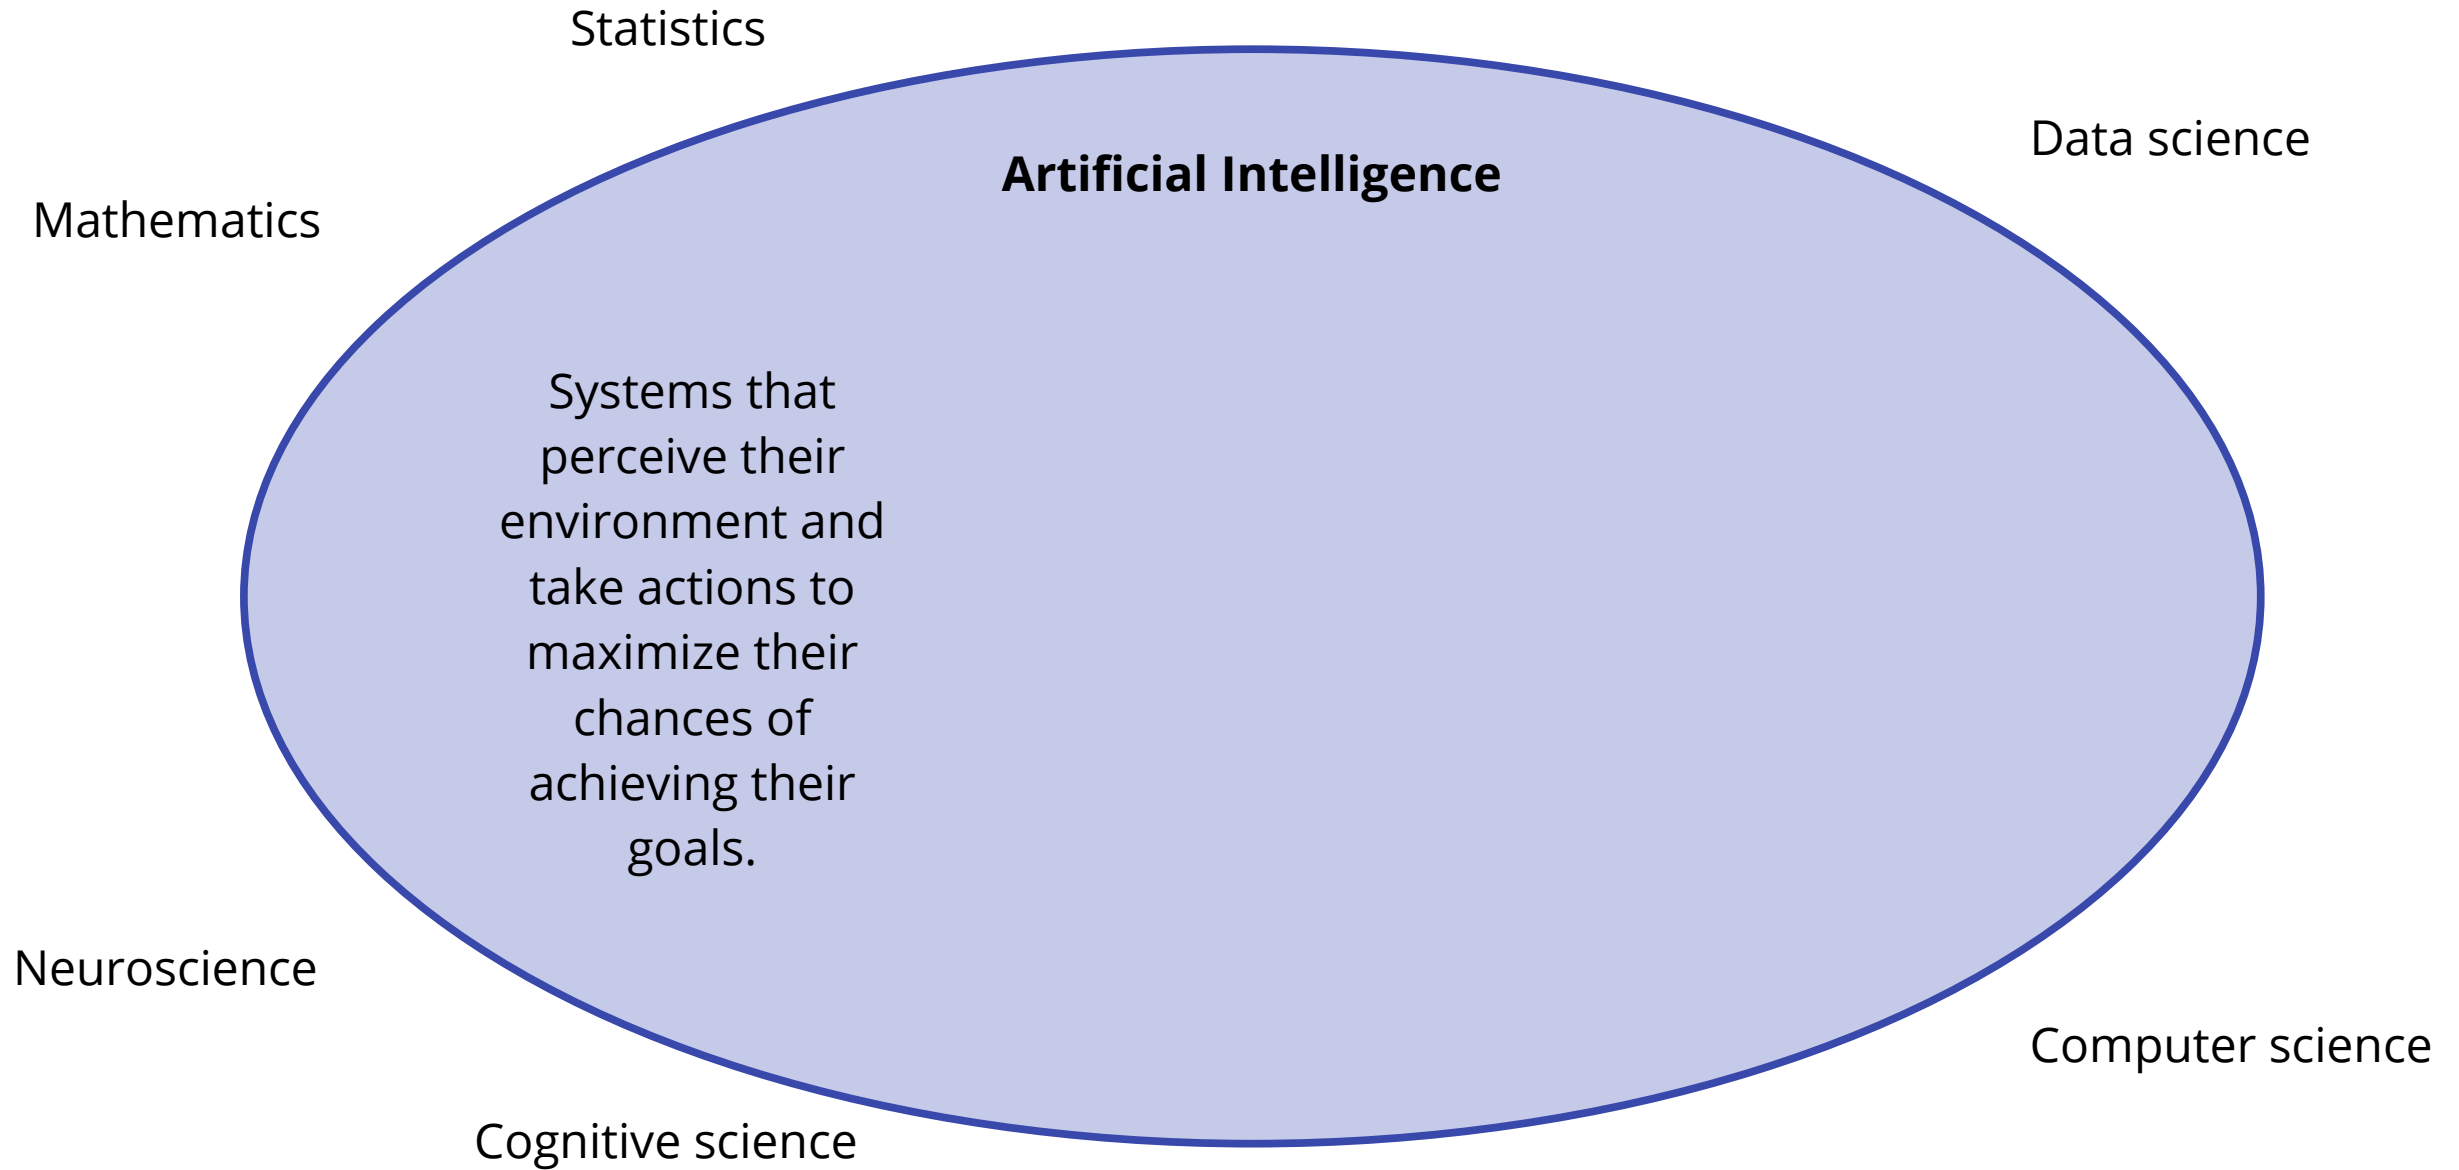 Statistics
Data science
Artificial Intelligence
Mathematics
Systems that
perceive their
environment and
take actions to
maximize their
chances of
achieving their
goals.
Neuroscience
Computer science
Cognitive science